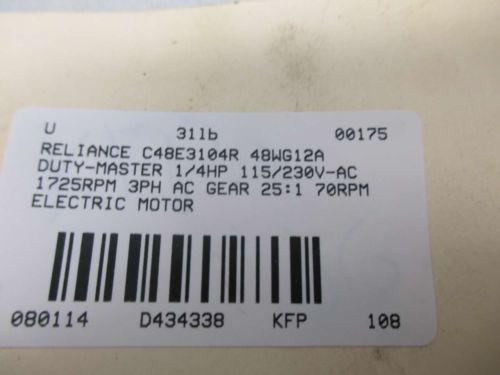 U 31lb 00175
RELIANCE C48E3104R 48WG12A
DUTY-MASTER 1/4HP 115/230V-AC
1725RPM 3PH AC GEAR 25:1 70RPM
ELECTRIC MOTOR
080114 D434338 KFP 108